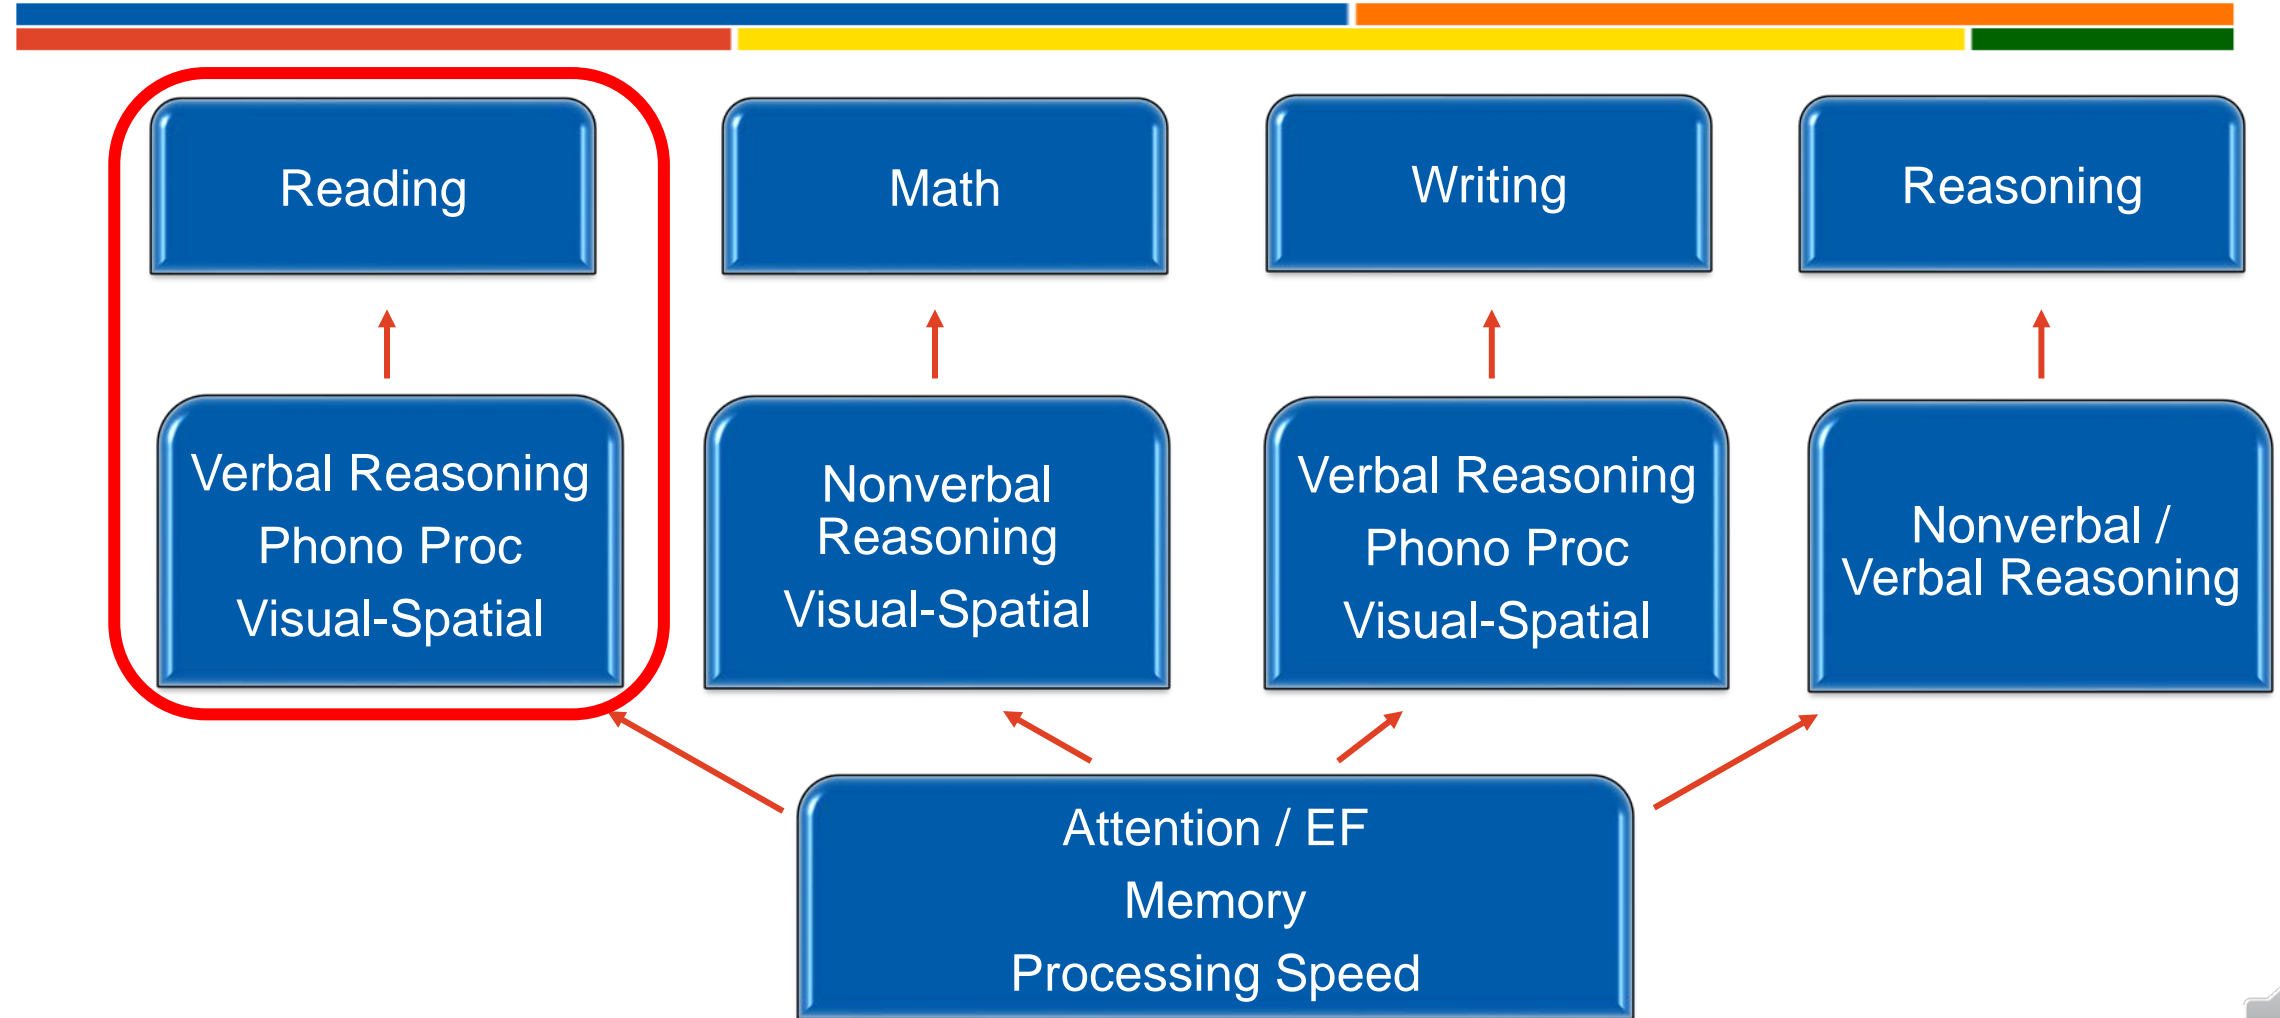 Reading
Math
Writing
Reasoning
Verbal Reasoning
Phono Proc
Visual-Spatial
Nonverbal
Reasoning
Visual-Spatial
Verbal Reasoning
Phono Proc
Visual-Spatial
Nonverbal /
Verbal Reasoning
Attention / EF
Memory
Processing Speed